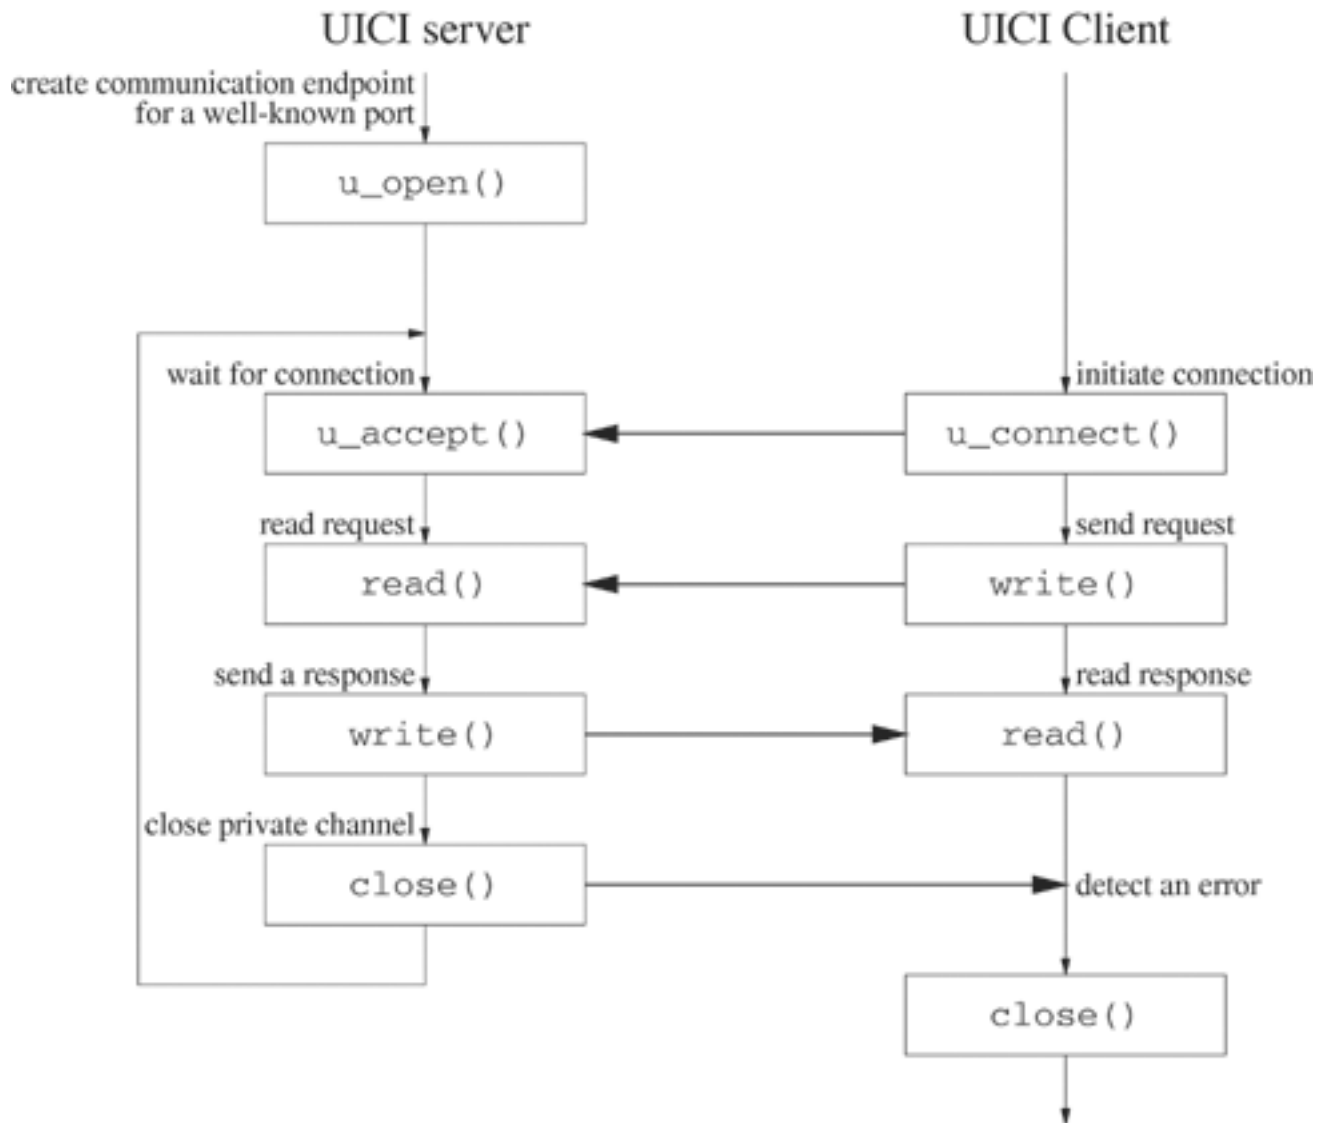 UICI server
UICI Client
create communication endpoint
for a well-known port
u_open()
wait for connection
initiate connection
u_accept()
u_connect()
read request
send request
read()
write()
send a response
read response
write()
read()
close private channel
close()
detect an error
close()